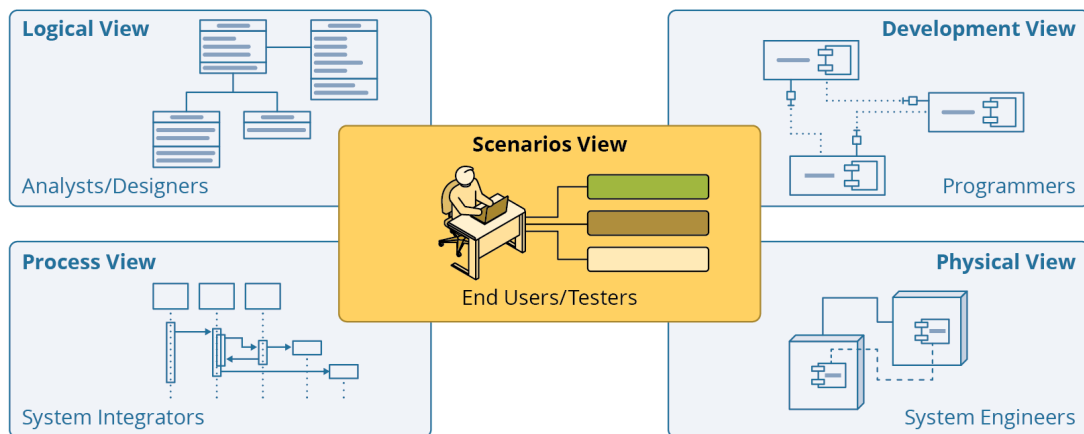 Logical View
Analysts/Designers
Development View
Programmers
Scenarios View
End Users/Testers
Process View
System Integrators
Physical View
System Engineers